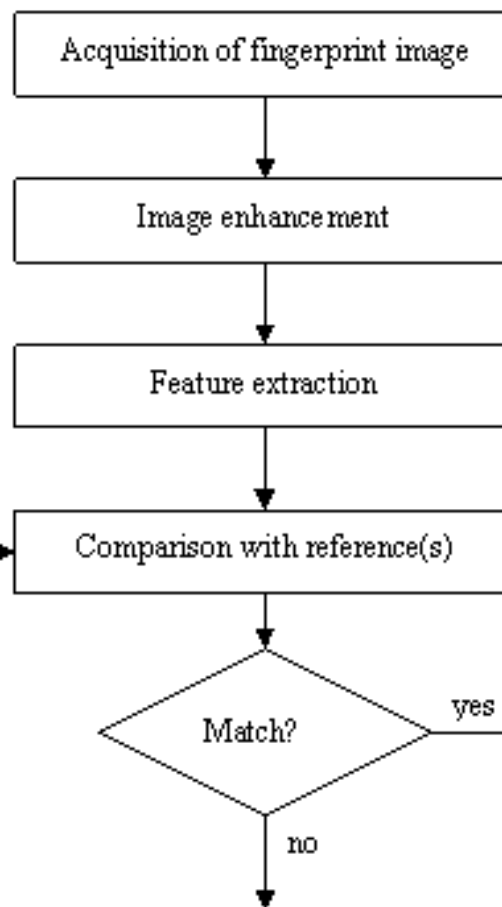 Acquisition of fingerprint image
Image enhancement
Feature extraction
Comparison with reference(s)
Match?
yes
no